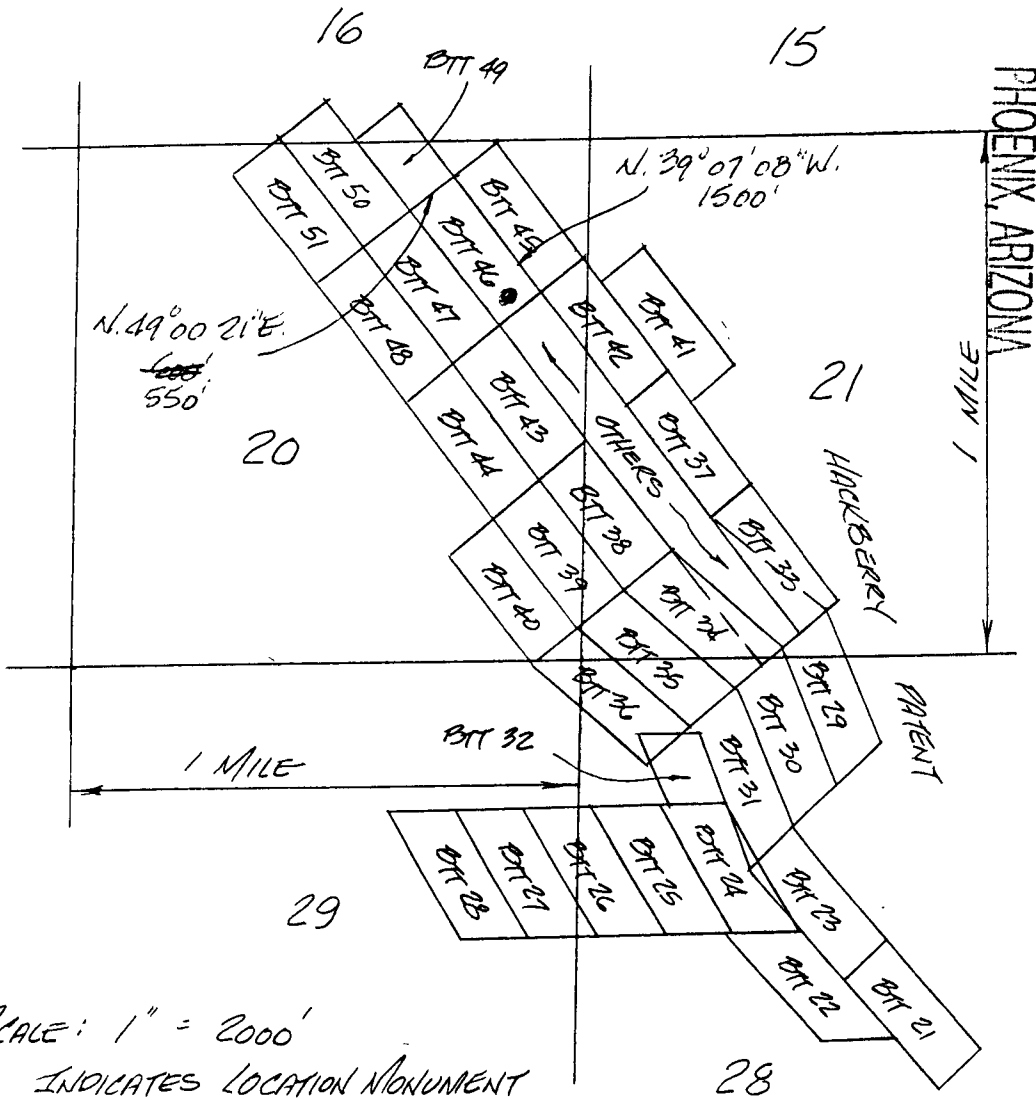 16
15
BTT 49
PHOENIX, ARIZONA
N. 39° 07' 08" W.
1500'
BTT 50
BTT 51
BTT 45
BTT 46
BTT 47
BTT 48
BTT 41
BTT 42
N. 49° 00 21" E.
550'
20
21
1 MILE
BTT 43
BTT 44
OTHERS
BTT 37
HACKBERRY
BTT 38
BTT 39
BTT 40
BTT 33
BTT 34
BTT 35
BTT 36
BTT 29
BTT 30
BTT 31
PATENT
BTT 32
1 MILE
BTT 28
BTT 27
BTT 26
BTT 25
BTT 24
BTT 23
BTT 22
BTT 21
29
SCALE: 1" = 2000'
INDICATES LOCATION MONUMENT
28